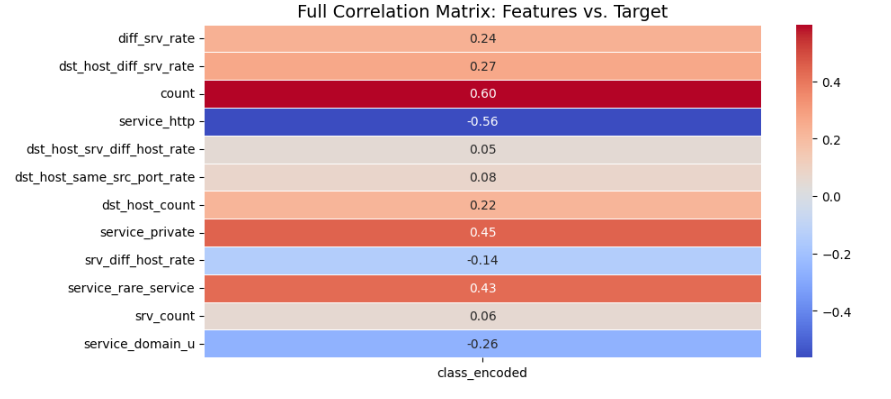 Full Correlation Matrix: Features vs. Target
diff_srv_rate 0.24
dst_host_diff_srv_rate 0.27
count 0.60
service_http -0.56
dst_host_srv_diff_host_rate 0.05
dst_host_same_src_port_rate 0.08
dst_host_count 0.22
service_private 0.45
srv_diff_host_rate -0.14
service_rare_service 0.43
srv_count 0.06
service_domain_u -0.26
class_encoded
0.4
0.2
0.0
−0.2
−0.4